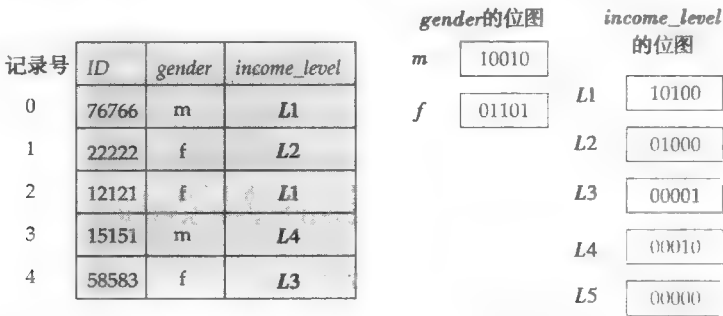 记录号 ID gender income_level
0 76766 m L1
1 22222 f L2
2 12121 f L1
3 15151 m L4
4 58583 f L3
gender的位图
m 10010
f 01101
income_level
的位图
L1 10100
L2 01000
L3 00001
L4 00010
L5 00000